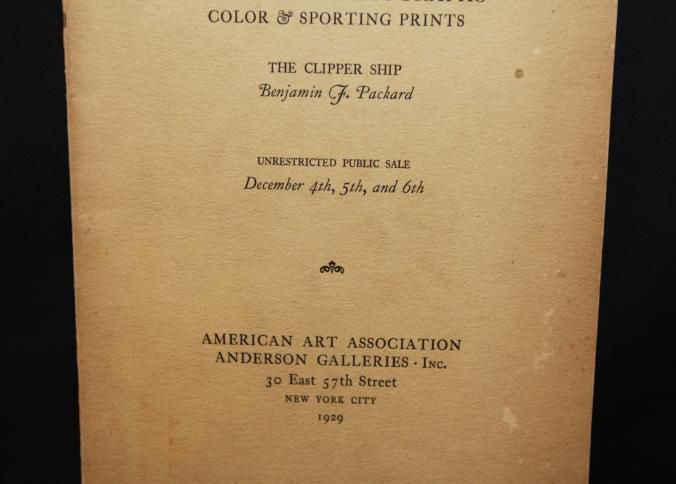 COLOR & SPORTING PRINTS
THE CLIPPER SHIP
Benjamin F. Packard
UNRESTRICTED PUBLIC SALE
December 4th, 5th, and 6th
AMERICAN ART ASSOCIATION
ANDERSON GALLERIES · INC.
30 East 57th Street
NEW YORK CITY
1929